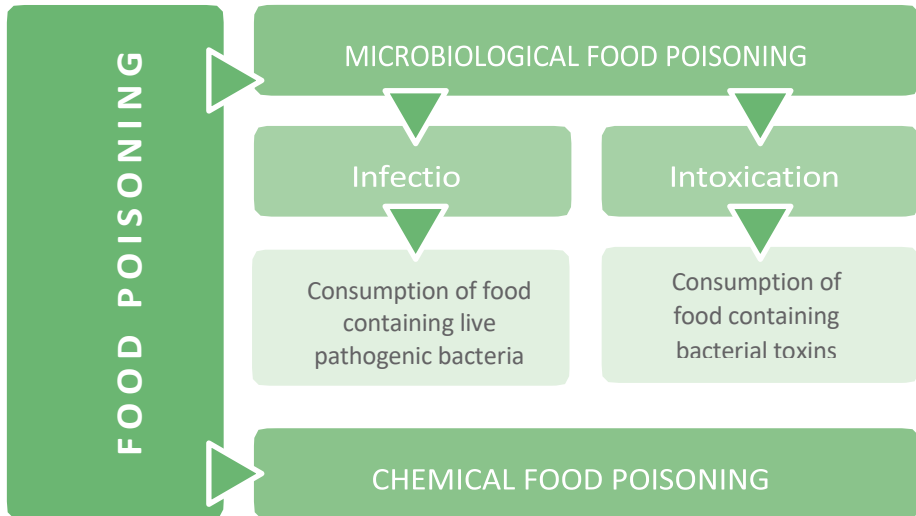 FOOD POISONING
MICROBIOLOGICAL FOOD POISONING
Infectio
Consumption of food
containing live
pathogenic bacteria
Intoxication
Consumption of
food containing
bacterial toxins
CHEMICAL FOOD POISONING